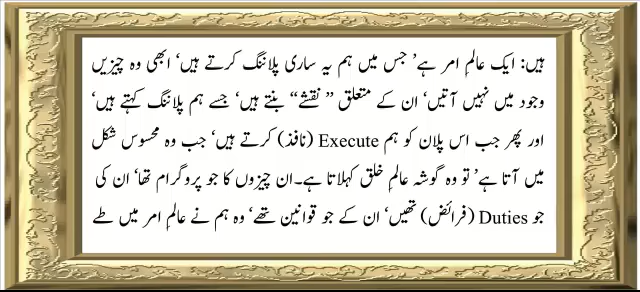 ہیں: ایک عالمِ امر ہے’ جس میں ہم یہ ساری پلاننگ کرتے ہیں‘ ابھی وہ چیزیں
وجود میں نہیں آتیں‘ ان کے متعلق ” نقشے“ بنتے ہیں‘ جسے ہم پلاننگ کہتے ہیں‘
اور پھر جب اس پلان کو ہم Execute (نافذ) کرتے ہیں‘ جب وہ محسوس شکل
میں آتا ہے’ تو وہ گوشہ عالمِ خلق کہلاتا ہے۔ان چیزوں کا جو پروگرام تھا‘ ان کی
جو Duties (فرائض) تھیں‘ ان کے جو قوانین تھے‘ وہ ہم نے عالمِ امر میں طے